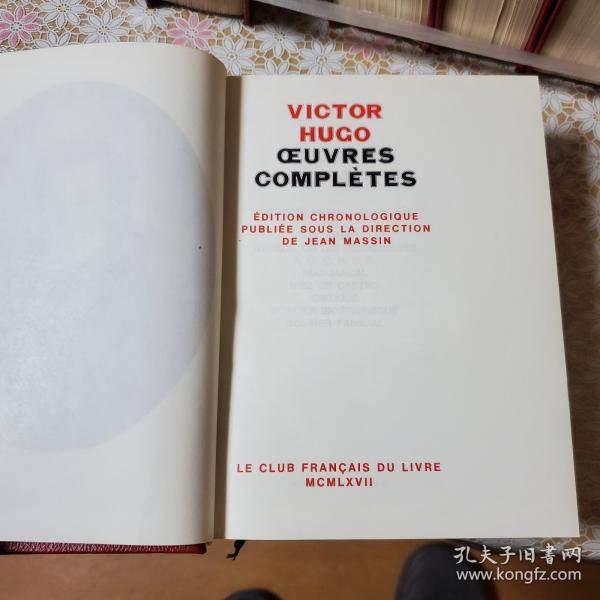 VICTOR
HUGO
ŒUVRES
COMPLÈTES
ÉDITION CHRONOLOGIQUE
PUBLIÉE SOUS LA DIRECTION
DE JEAN MASSIN
LE CLUB FRANÇAIS DU LIVRE
MCMLXVII
孔夫子旧书网
www.kongfz.com